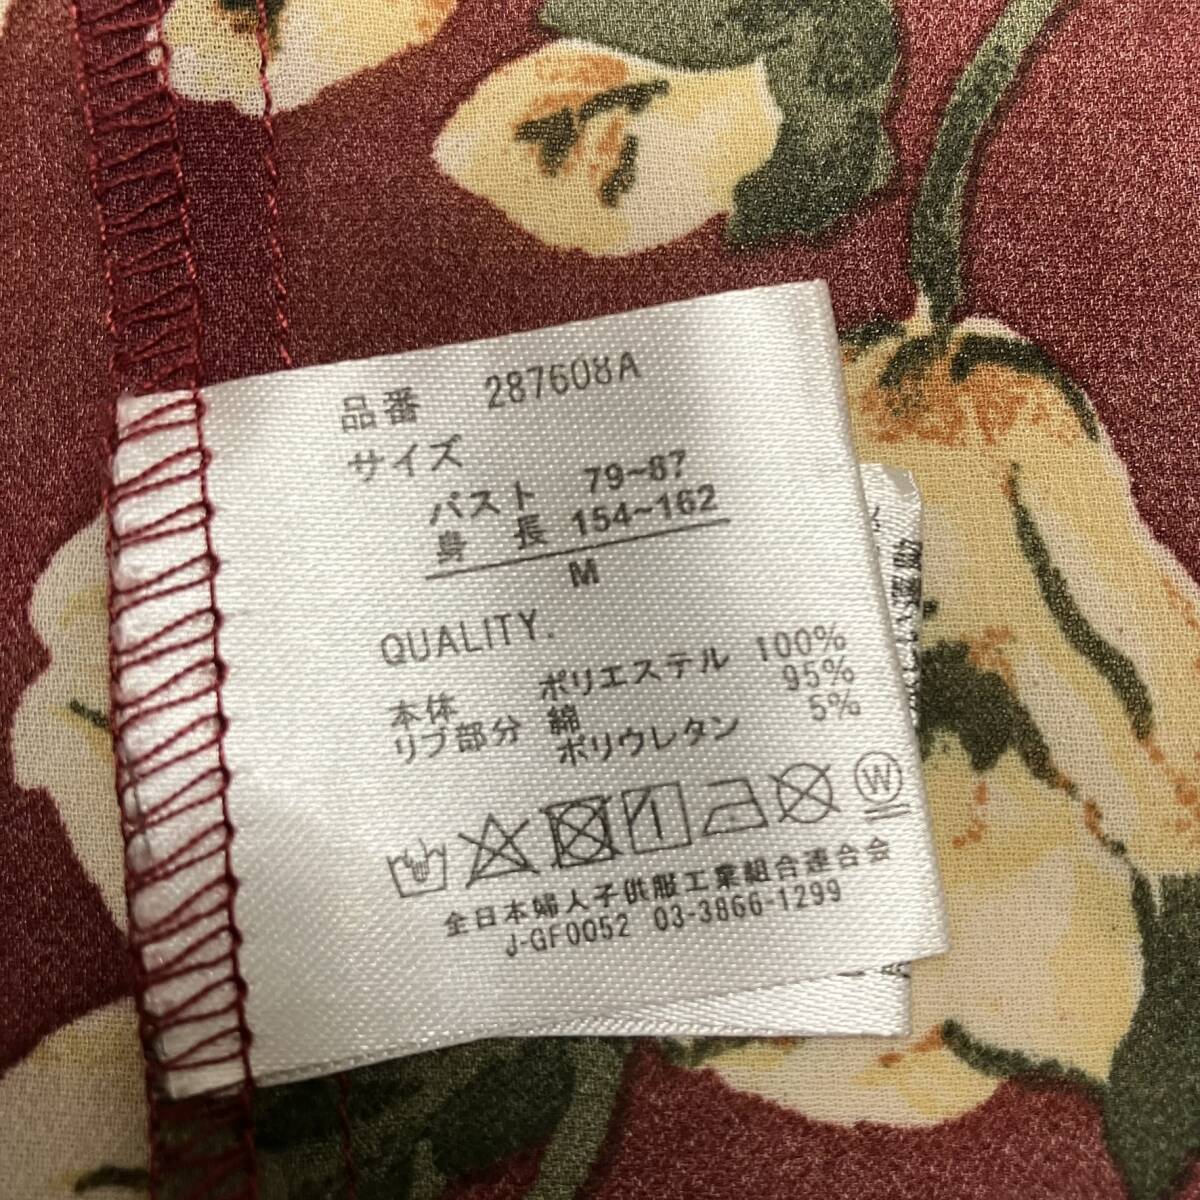 品番 287608A
サイズ
バスト 79~87
身長 154~162
M
QUALITY.
本体 ポリエステル 100%
リブ部分 綿 95%
ポリウレタン 5%
W
全日本婦人子供服工業組合連合会
J-GF0052 03-3866-1299